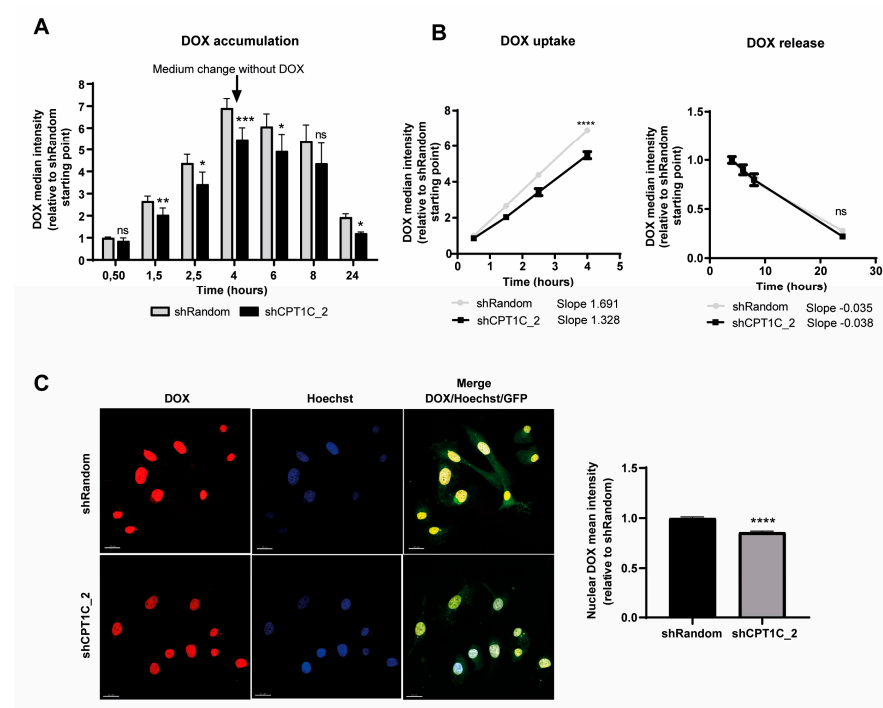 A
DOX accumulation
Medium change without DOX
DOX median intensity
(relative to shRandom
starting point)
8
7
6
5
4
3
2
1
0
ns
**
*
***
*
ns
*
0,50
1,5
2,5
4
6
8
24
Time (hours)
shRandom
shCPT1C_2
B
DOX uptake
DOX median intensity
(relative to shRandom
starting point)
8
6
4
2
0
****
0
1
2
3
4
5
Time (hours)
shRandom Slope 1.691
shCPT1C_2 Slope 1.328
DOX release
DOX median intensity
(relative to shRandom
starting point)
1.5
1.0
0.5
0.0
ns
0
10
20
30
Time (hours)
shRandom Slope -0.035
shCPT1C_2 Slope -0.038
C
DOX
Hoechst
Merge
DOX/Hoechst/GFP
shRandom
shCPT1C_2
Nuclear DOX mean intensity
(relative to shRandom)
1.5
1.0
0.5
0.0
****
shRandom
shCPT1C_2